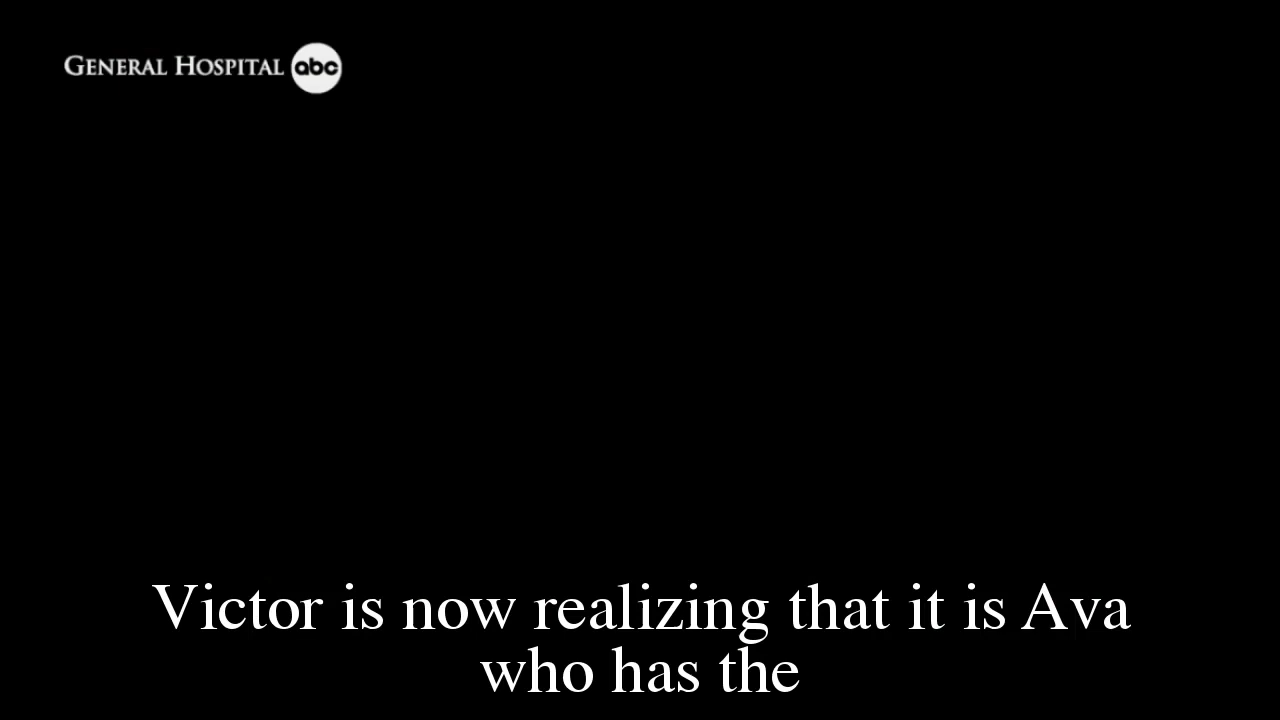 GENERAL HOSPITAL abc
Victor is now realizing that it is Ava
who has the